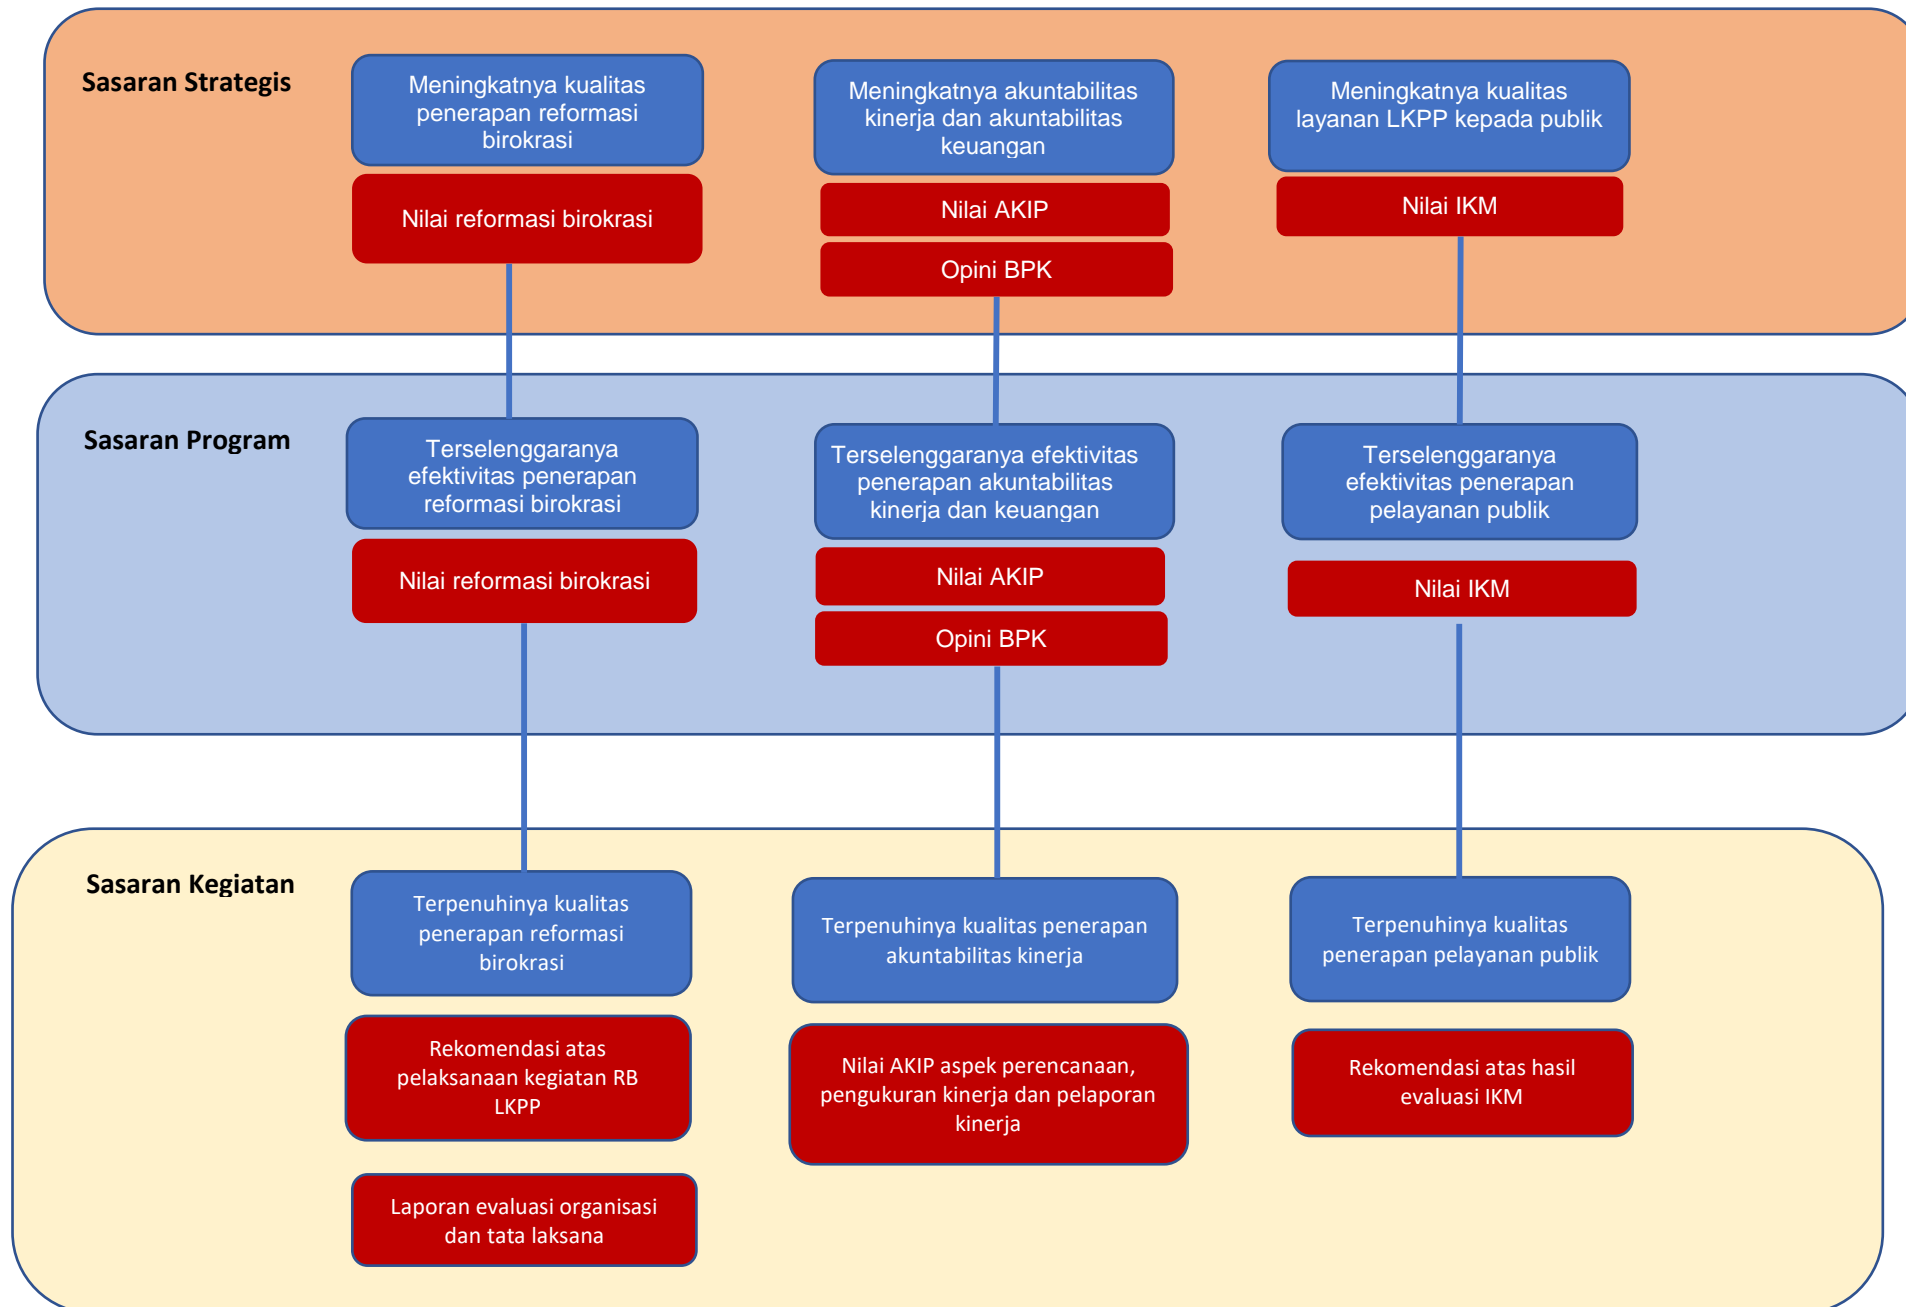 Sasaran Strategis
Meningkatnya kualitas
penerapan reformasi
birokrasi
Nilai reformasi birokrasi
Meningkatnya akuntabilitas
kinerja dan akuntabilitas
keuangan
Nilai AKIP
Opini BPK
Meningkatnya kualitas
layanan LKPP kepada publik
Nilai IKM
Sasaran Program
Terselenggaranya
efektivitas penerapan
reformasi birokrasi
Nilai reformasi birokrasi
Terselenggaranya efektivitas
penerapan akuntabilitas
kinerja dan keuangan
Nilai AKIP
Opini BPK
Terselenggaranya
efektivitas penerapan
pelayanan publik
Nilai IKM
Sasaran Kegiatan
Terpenuhinya kualitas
penerapan reformasi
birokrasi
Rekomendasi atas
pelaksanaan kegiatan RB
LKPP
Laporan evaluasi organisasi
dan tata laksana
Terpenuhinya kualitas penerapan
akuntabilitas kinerja
Nilai AKIP aspek perencanaan,
pengukuran kinerja dan pelaporan
kinerja
Terpenuhinya kualitas
penerapan pelayanan publik
Rekomendasi atas hasil
evaluasi IKM